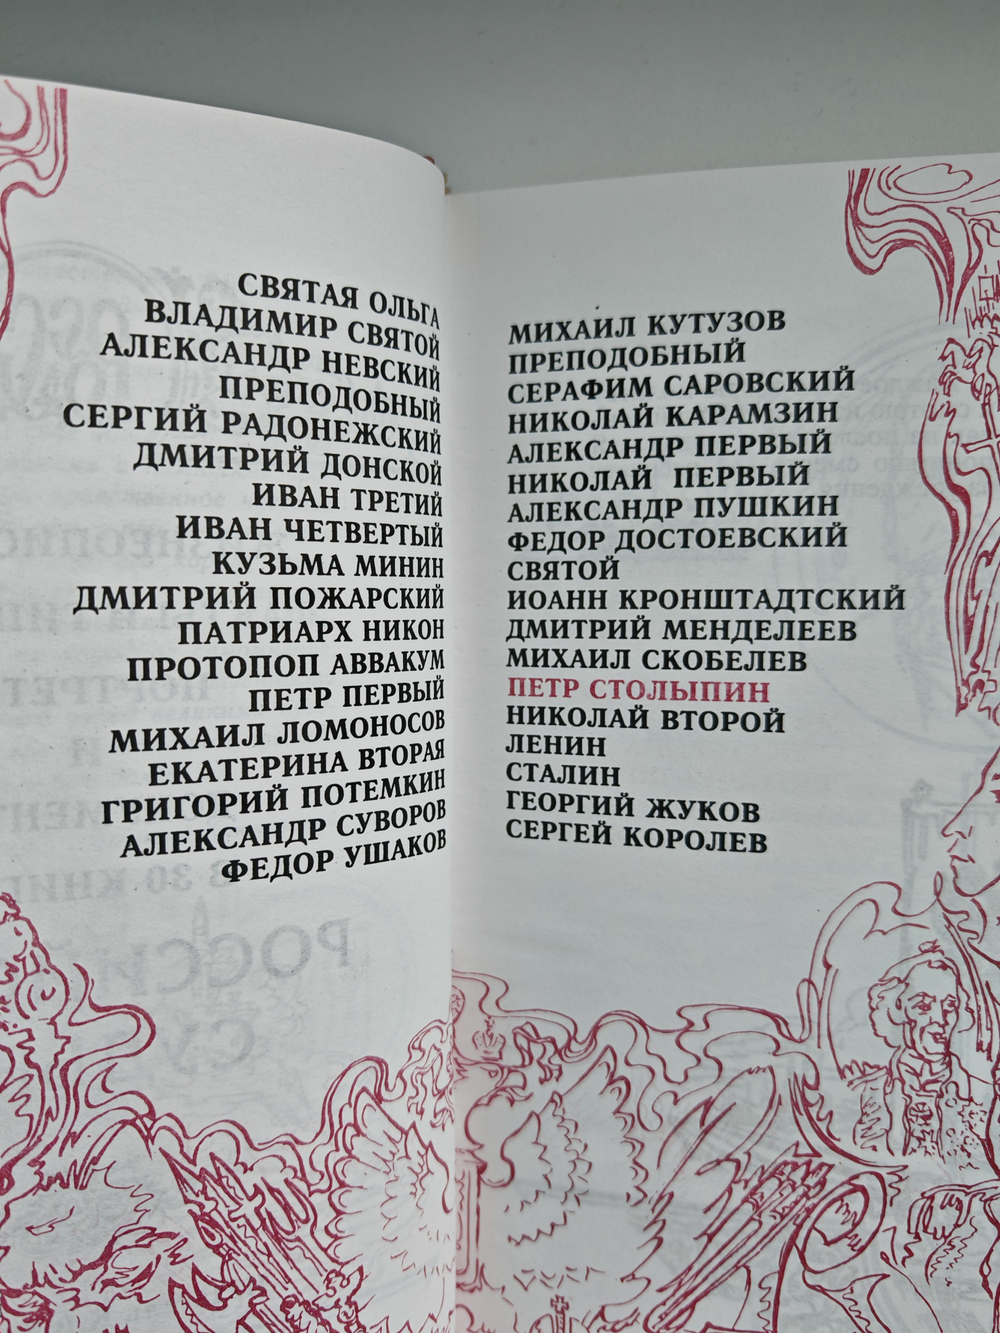 СВЯТАЯ ОЛЬГА
ВЛАДИМИР СВЯТОЙ
АЛЕКСАНДР НЕВСКИЙ
ПРЕПОДОБНЫЙ
СЕРГИЙ РАДОНЕЖСКИЙ
ДМИТРИЙ ДОНСКОЙ
ИВАН ТРЕТИЙ
ИВАН ЧЕТВЕРТЫЙ
КУЗЬМА МИНИН
ДМИТРИЙ ПОЖАРСКИЙ
ПАТРИАРХ НИКОН
ПРОТОПОП АВВАКУМ
ПЕТР ПЕРВЫЙ
МИХАИЛ ЛОМОНОСОВ
ЕКАТЕРИНА ВТОРАЯ
ГРИГОРИЙ ПОТЕМКИН
АЛЕКСАНДР СУВОРОВ
ФЕДОР УШАКОВ
МИХАИЛ КУТУЗОВ
ПРЕПОДОБНЫЙ
СЕРАФИМ САРОВСКИЙ
НИКОЛАЙ КАРАМЗИН
АЛЕКСАНДР ПЕРВЫЙ
НИКОЛАЙ ПЕРВЫЙ
АЛЕКСАНДР ПУШКИН
ФЕДОР ДОСТОЕВСКИЙ
СВЯТОЙ
ИОАНН КРОНШТАДТСКИЙ
ДМИТРИЙ МЕНДЕЛЕЕВ
МИХАИЛ СКОБЕЛЕВ
ПЕТР СТОЛЫПИН
НИКОЛАЙ ВТОРОЙ
ЛЕНИН
СТАЛИН
ГЕОРГИЙ ЖУКОВ
СЕРГЕЙ КОРОЛЕВ